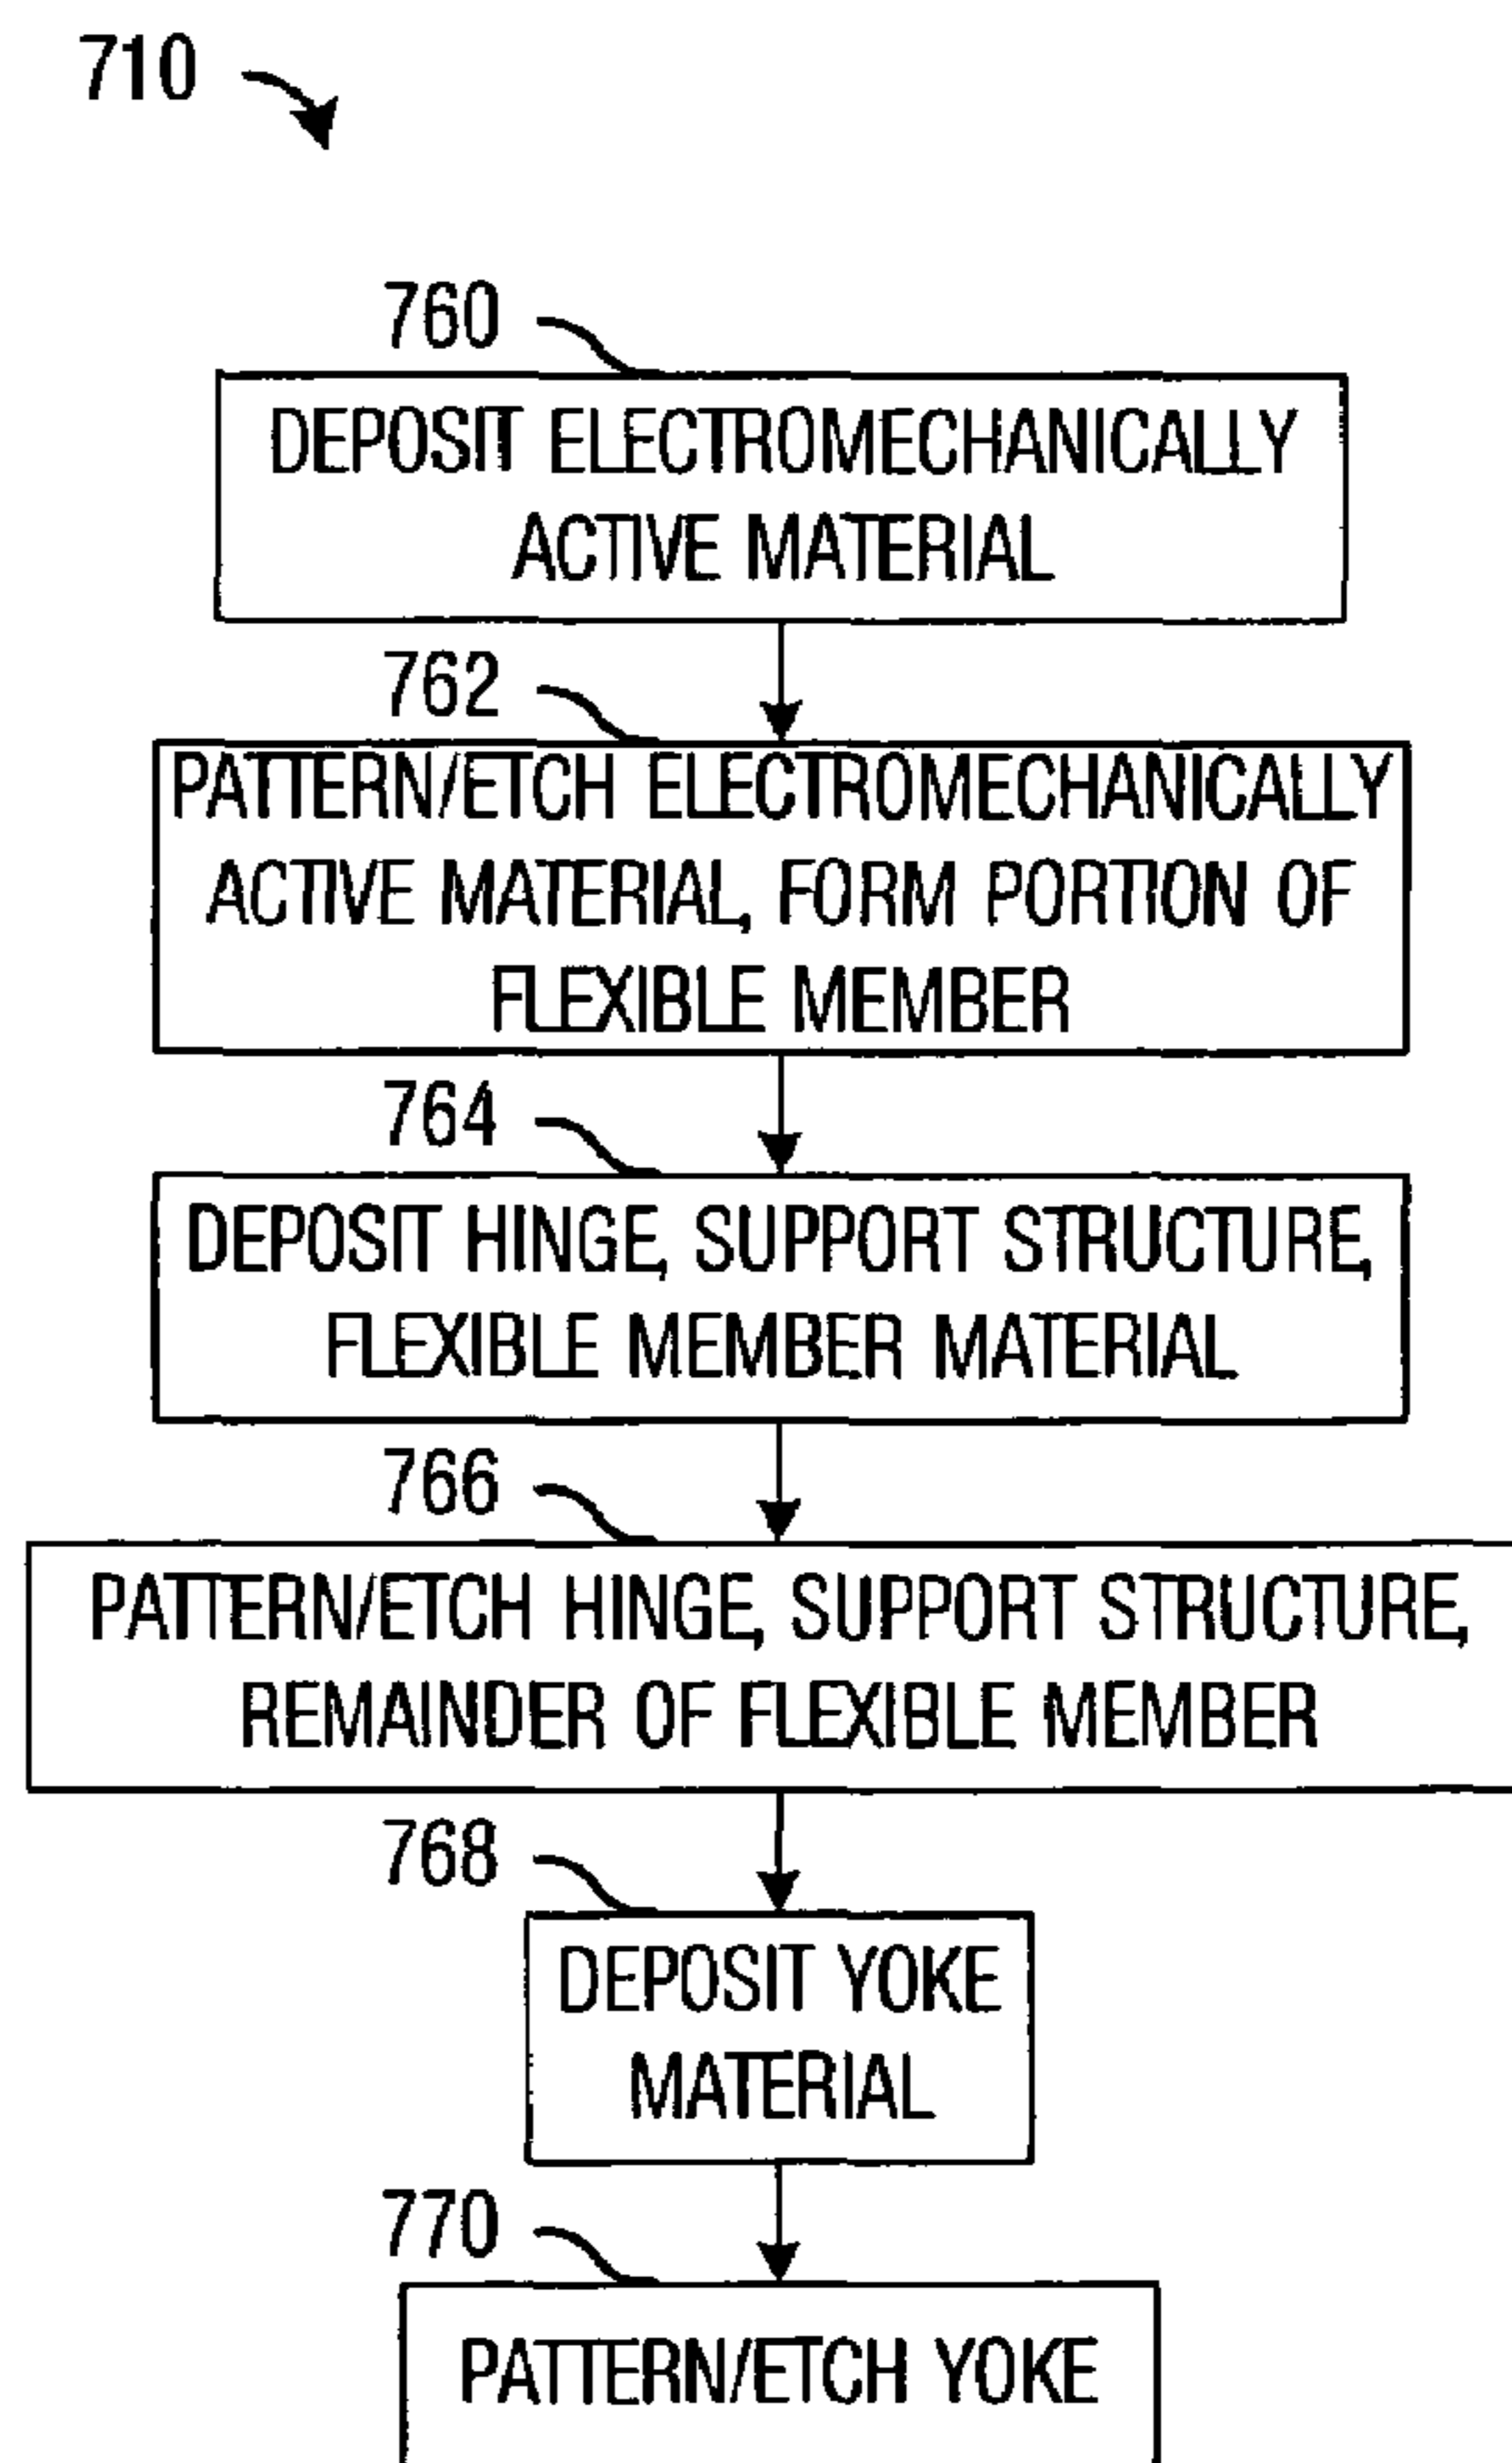 710
760
DEPOSIT ELECTROMECHANICALLY
ACTIVE MATERIAL
762
PATTERN/ETCH ELECTROMECHANICALLY
ACTIVE MATERIAL, FORM PORTION OF
FLEXIBLE MEMBER
764
DEPOSIT HINGE, SUPPORT STRUCTURE,
FLEXIBLE MEMBER MATERIAL
766
PATTERN/ETCH HINGE, SUPPORT STRUCTURE,
REMAINDER OF FLEXIBLE MEMBER
768
DEPOSIT YOKE
MATERIAL
770
PATTERN/ETCH YOKE